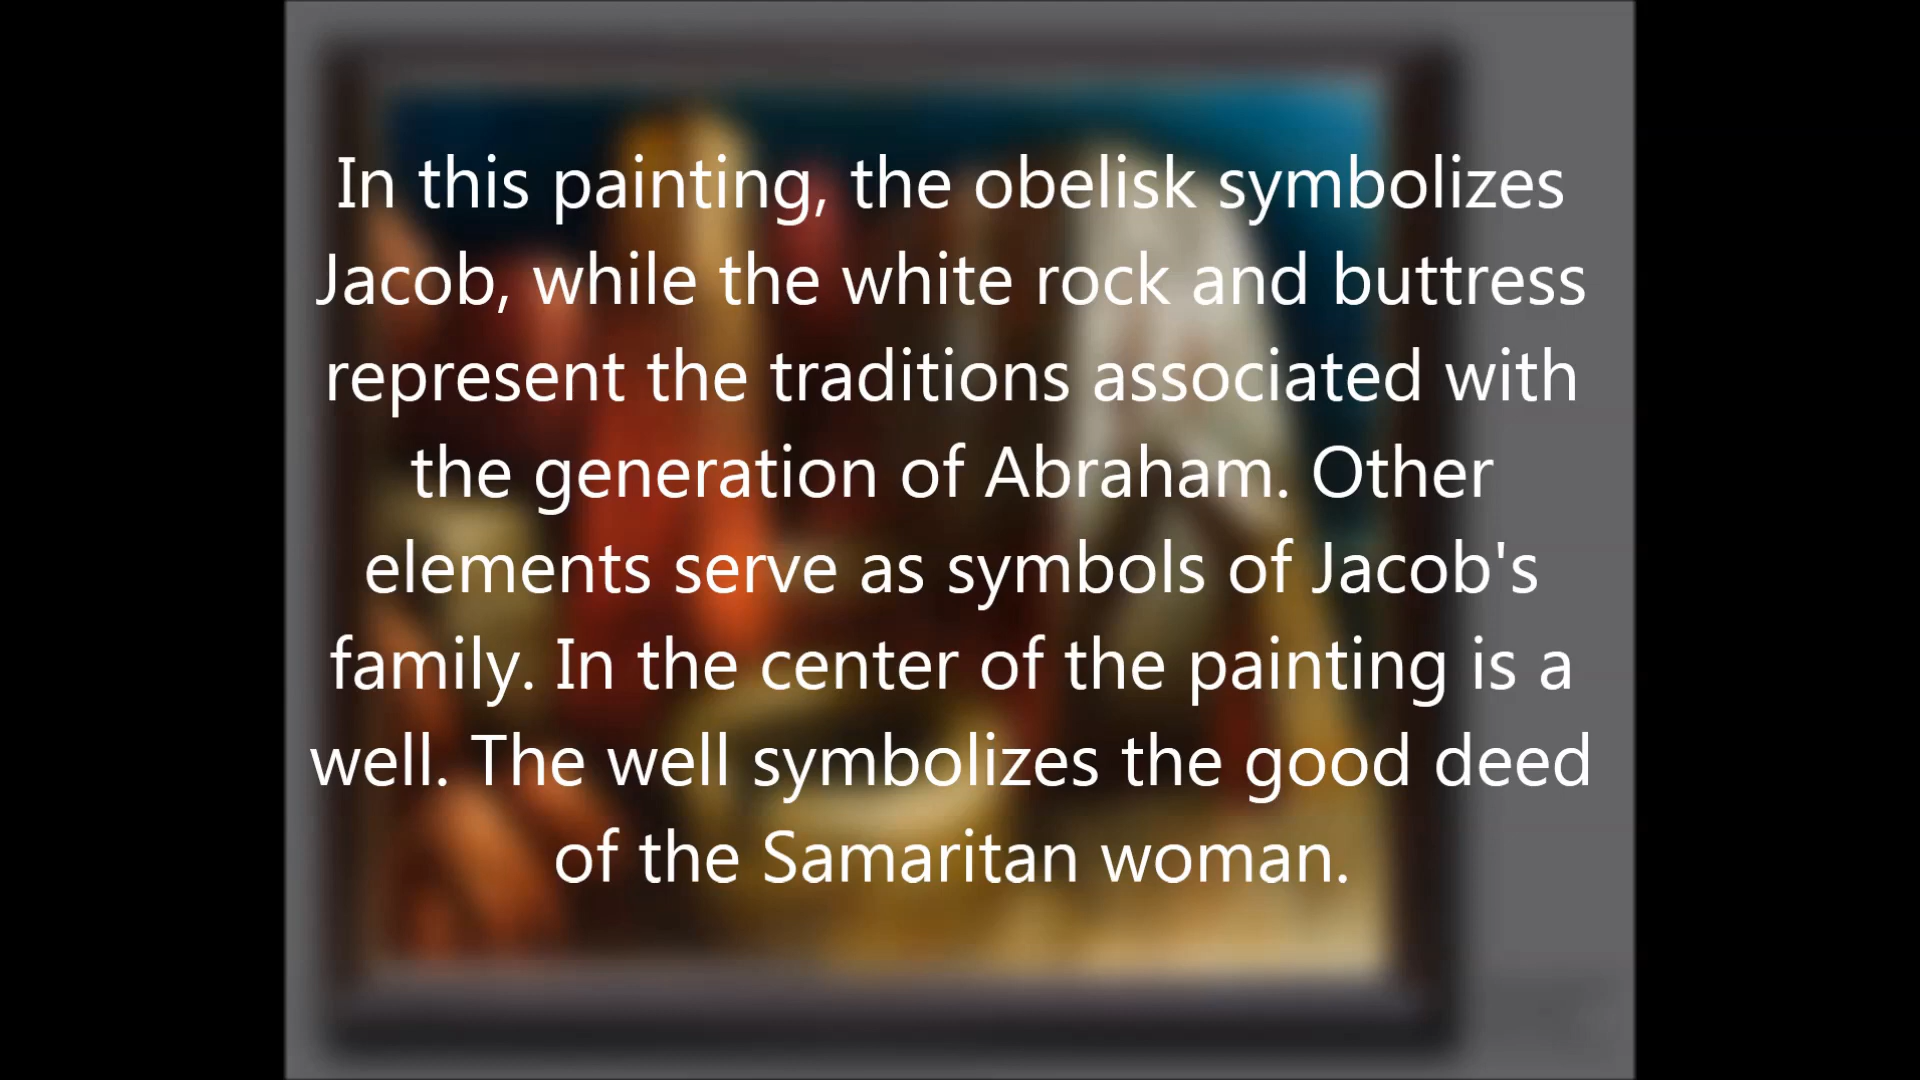 In this painting, the obelisk symbolizes
Jacob, while the white rock and buttress
represent the traditions associated with
the generation of Abraham. Other
elements serve as symbols of Jacob's
family. In the center of the painting is a
well. The well symbolizes the good deed
of the Samaritan woman.